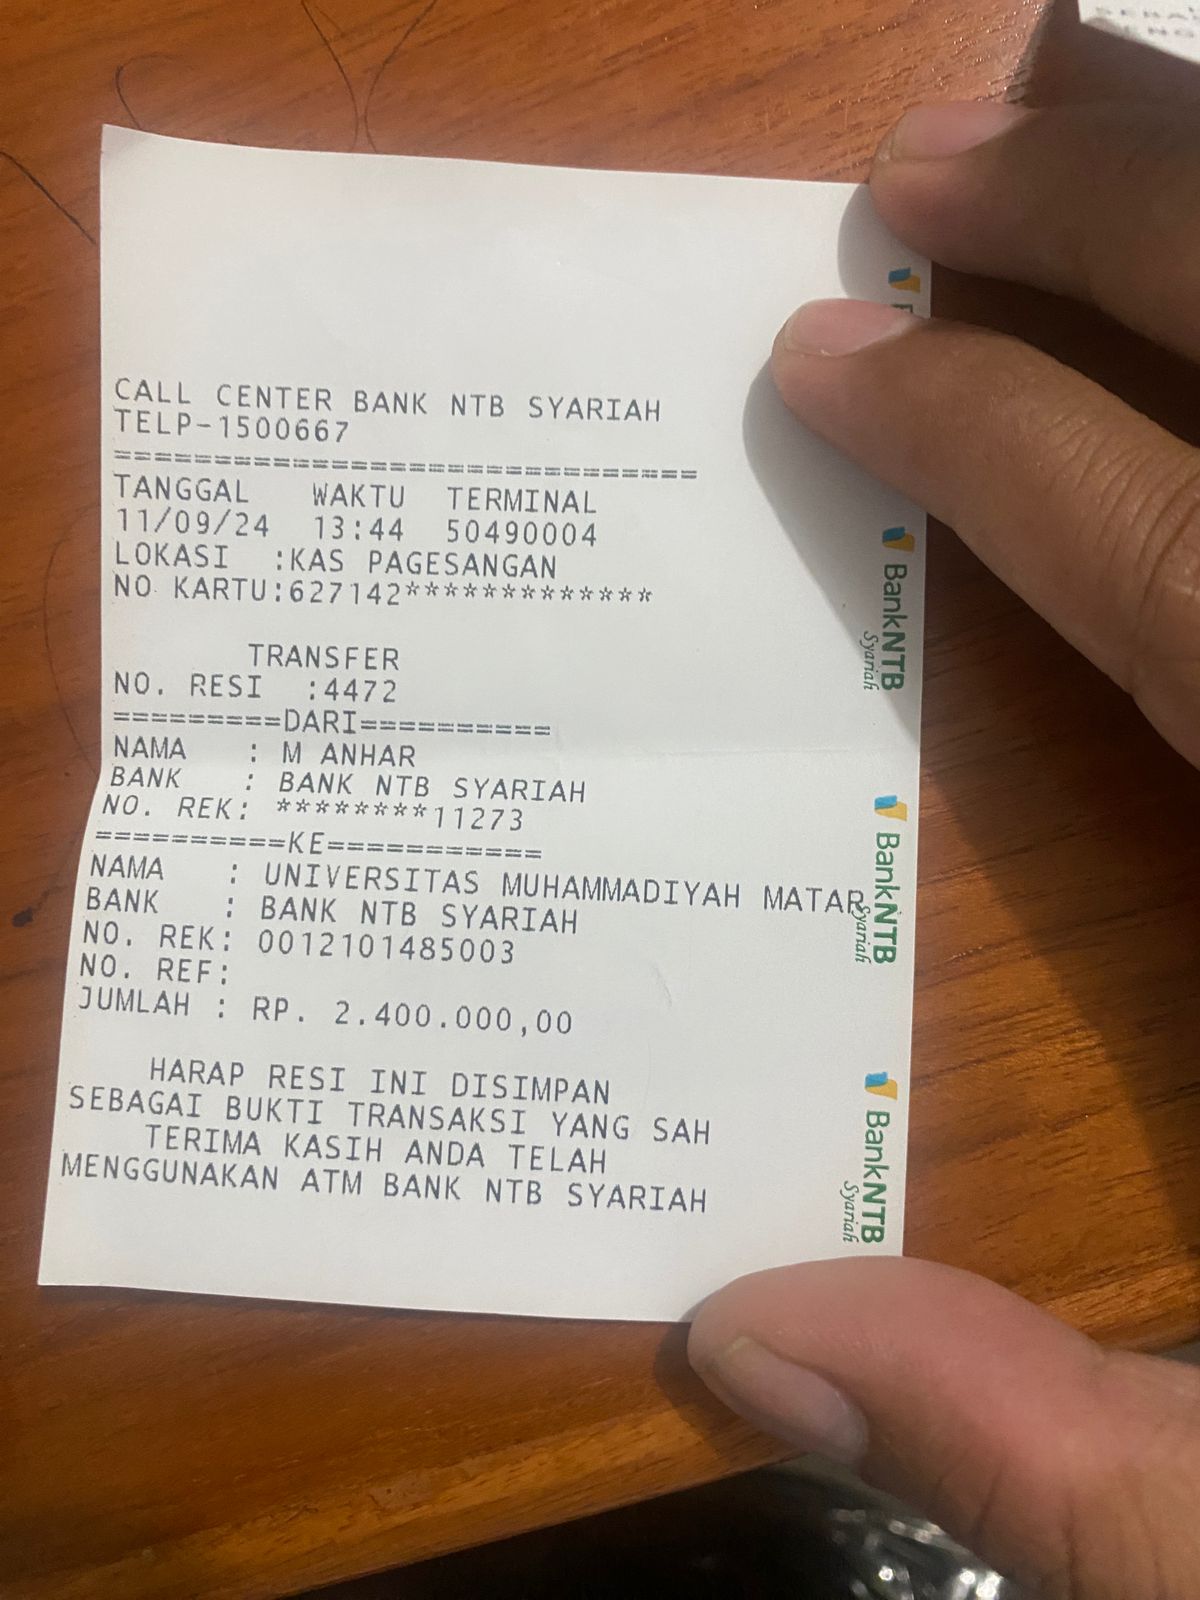 CALL CENTER BANK NTB SYARIAH
TELP-1500667
==============================
TANGGAL WAKTU TERMINAL
11/09/24 13:44 50490004
LOKASI :KAS PAGESANGAN
NO KARTU:627142*************
TRANSFER
NO. RESI :4472
=========DARI==========
NAMA : M ANHAR
BANK : BANK NTB SYARIAH
NO. REK: ********11273
==========KE===========
NAMA : UNIVERSITAS MUHAMMADIYAH MATAR
BANK : BANK NTB SYARIAH
NO. REK: 0012101485003
NO. REF:
JUMLAH : RP. 2.400.000,00
HARAP RESI INI DISIMPAN
SEBAGAI BUKTI TRANSAKSI YANG SAH
TERIMA KASIH ANDA TELAH
MENGGUNAKAN ATM BANK NTB SYARIAH
BankNTB
Syariah
BankNTB
Syariah
BankNTB
Syariah